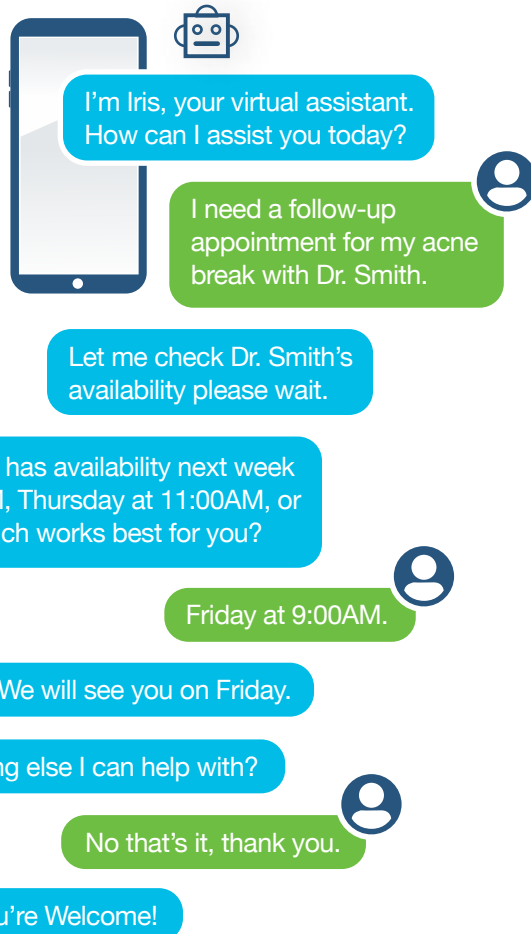 I’m Iris, your virtual assistant.
How can I assist you today?
I need a follow-up
appointment for my acne
break with Dr. Smith.
Let me check Dr. Smith’s
availability please wait.
has availability next week
Thursday at 11:00AM, or
works best for you?
Friday at 9:00AM.
We will see you on Friday.
else I can help with?
No that’s it, thank you.
Welcome!